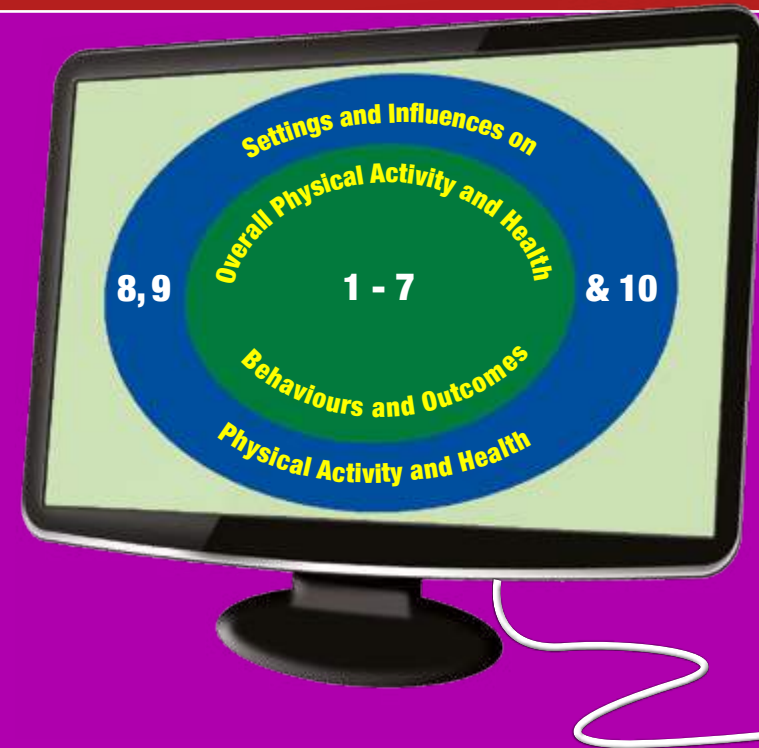 Settings and Influences on
Overall Physical Activity and Health
8, 9
1 - 7
& 10
Behaviours and Outcomes
Physical Activity and Health